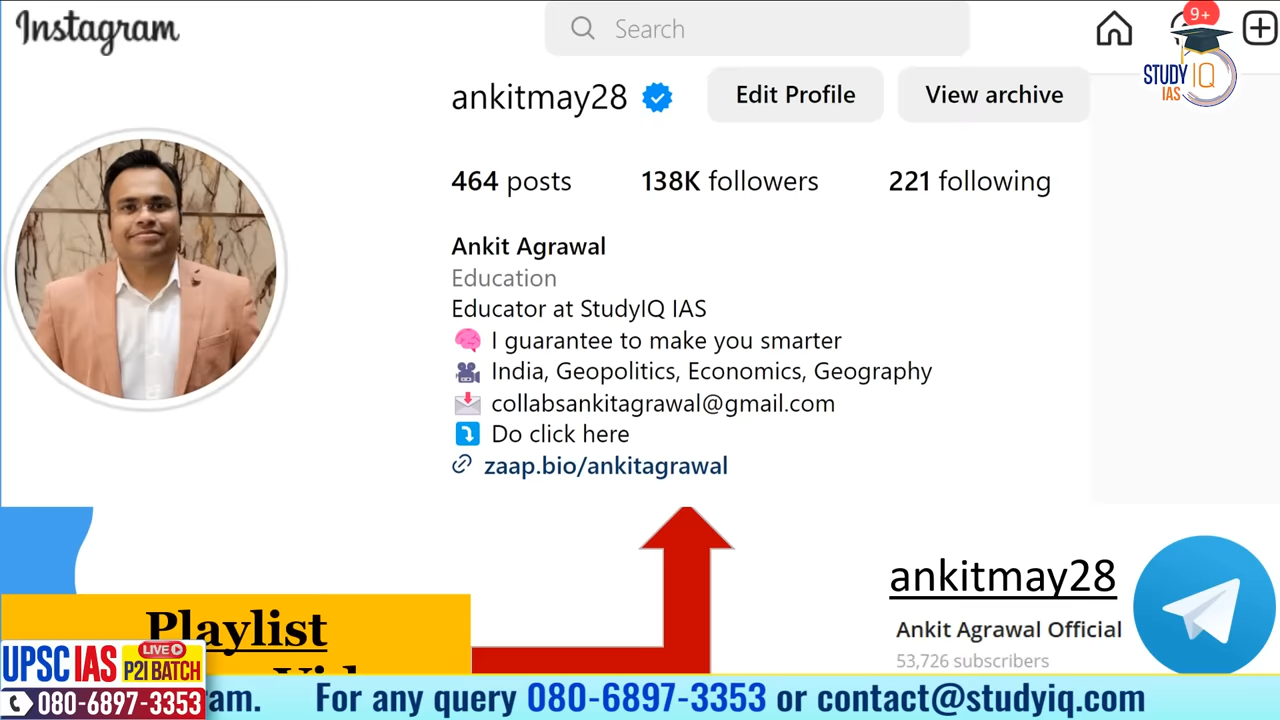 Instagram
Search
9+
STUDY IQ
IAS
ankitmay28
Edit Profile
View archive
464 posts
138K followers
221 following
Ankit Agrawal
Education
Educator at StudyIQ IAS
I guarantee to make you smarter
India, Geopolitics, Economics, Geography
collabsankitagrawal@gmail.com
Do click here
zaap.bio/ankitagrawal
ankitmay28
Ankit Agrawal Official
53,726 subscribers
Playlist
UPSC IAS LIVE P2I BATCH
080-6897-3353
am. For any query 080-6897-3353 or contact@studyiq.com